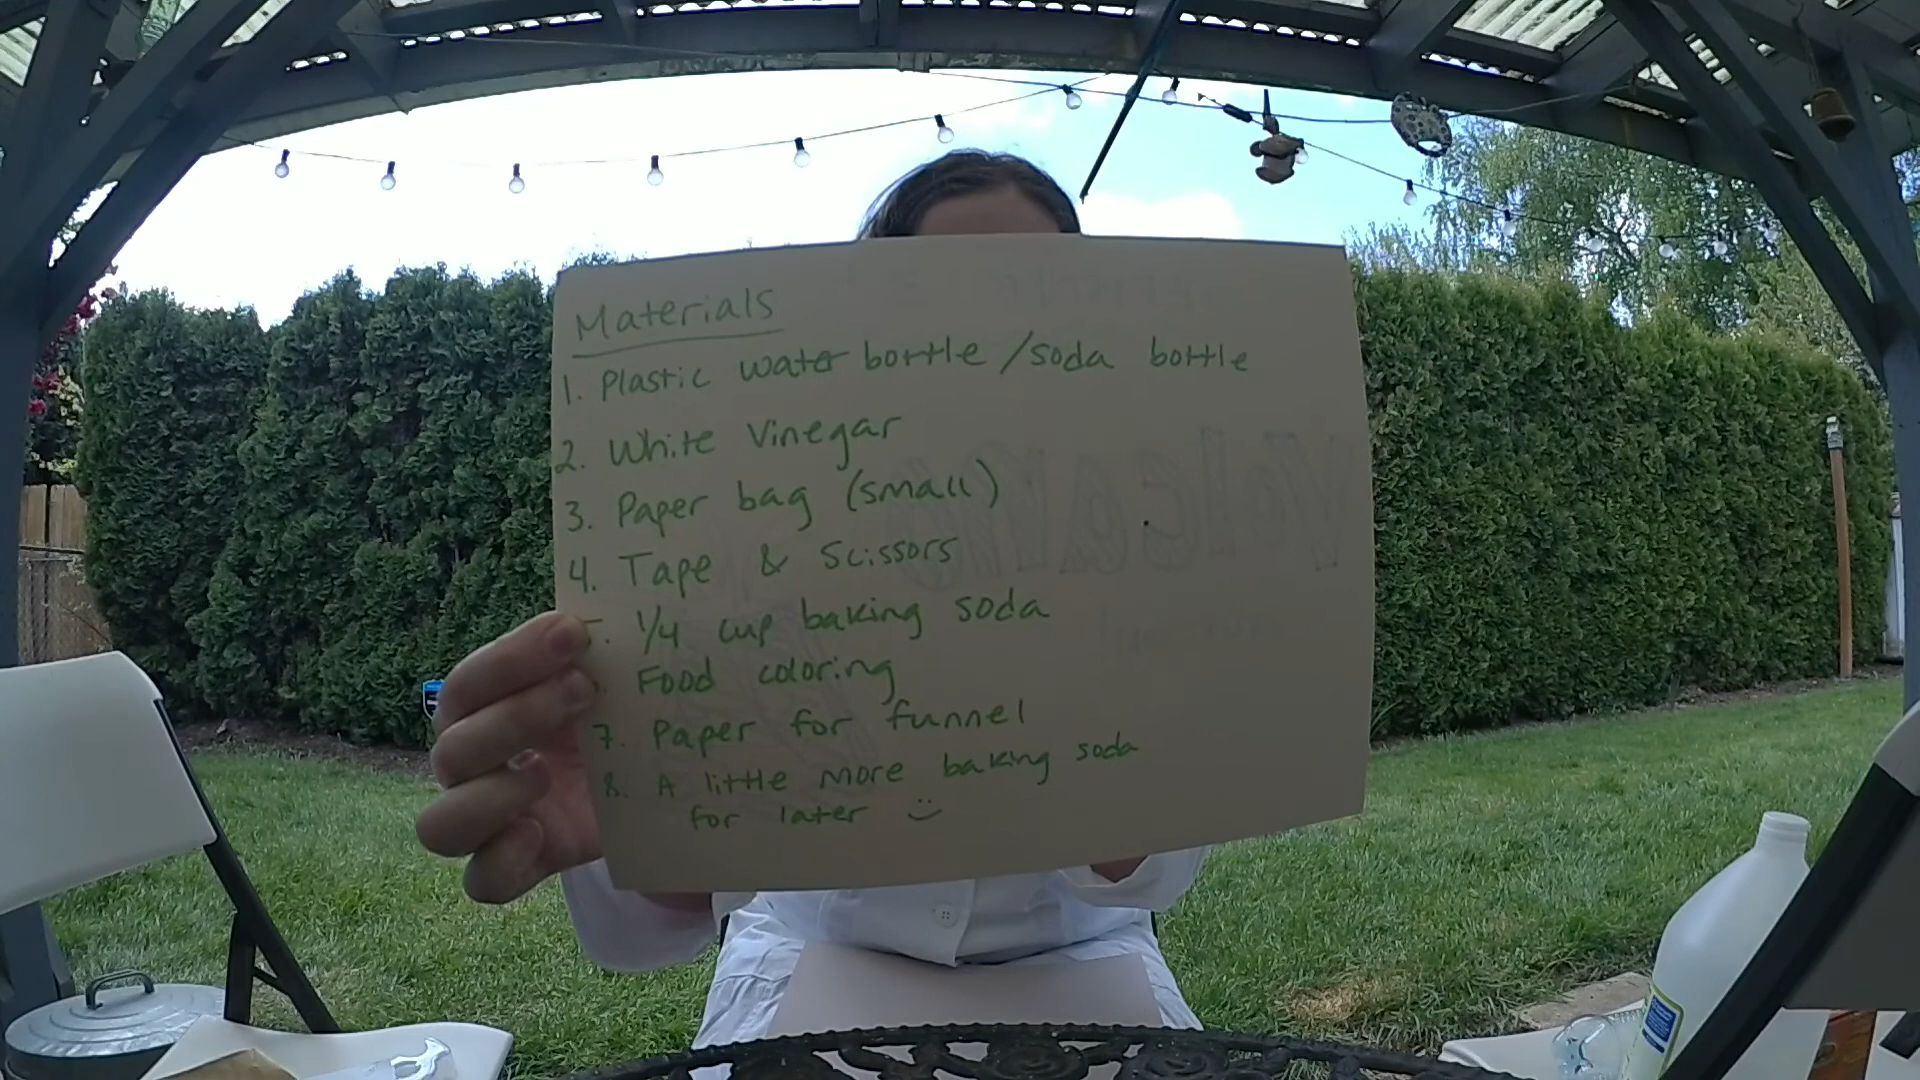 Materials
1. Plastic water bottle / soda bottle
2. White Vinegar
3. Paper bag (small)
4. Tape & Scissors
1/4 cup baking soda
Food coloring
7. Paper for funnel
8. A little more baking soda
for later :)